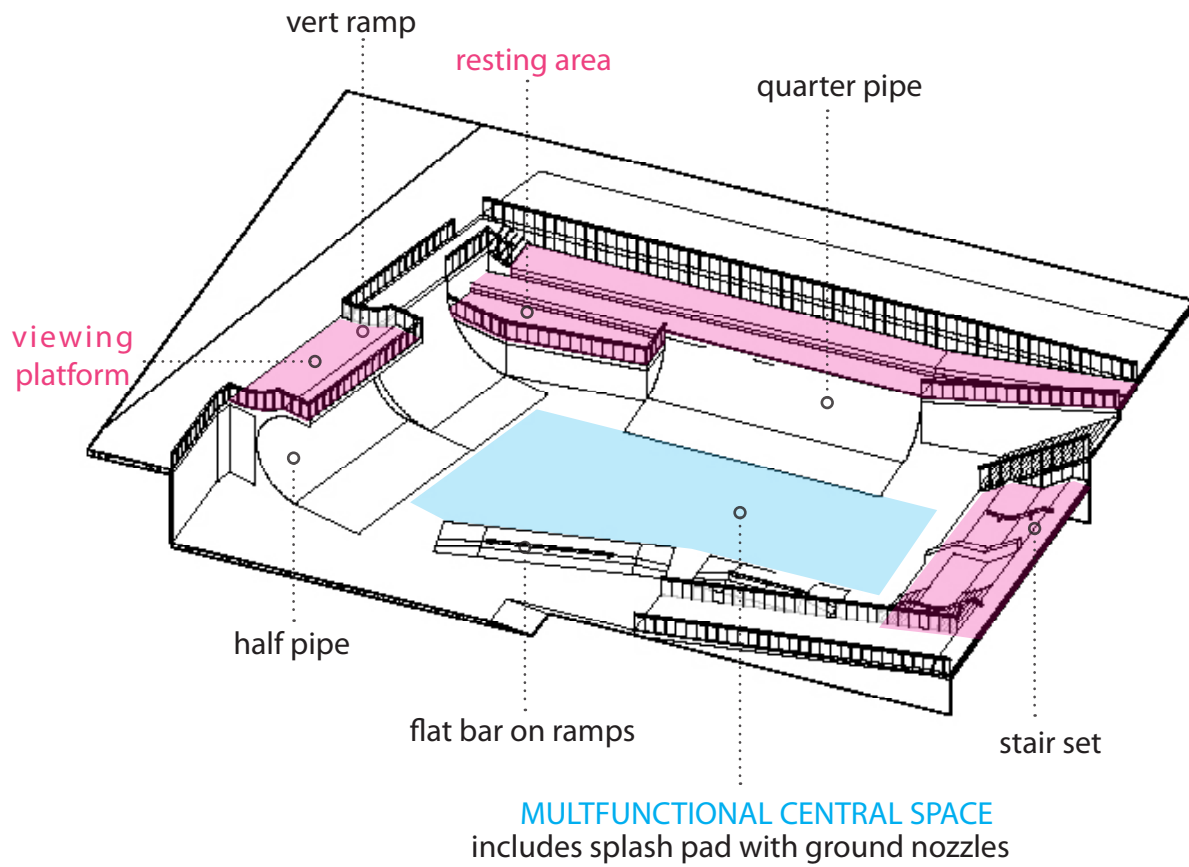 vert ramp
resting area
quarter pipe
viewing
platform
half pipe
flat bar on ramps
stair set
MULTFUNCTIONAL CENTRAL SPACE
includes splash pad with ground nozzles